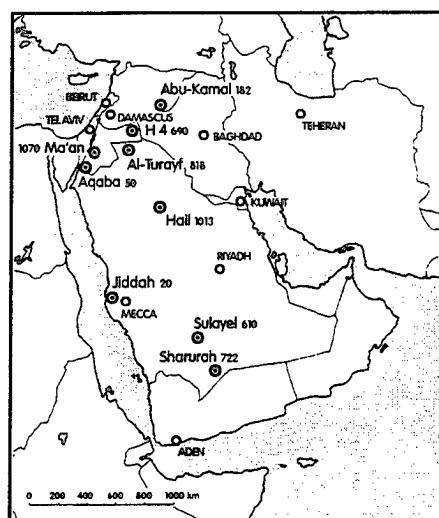 Abu-Kamal 182
BEIRUT
DAMASCUS
TELAVIV
H 4 690
TEHERAN
BAGHDAD
1070 Ma'an
Al-Turayf 818
Aqaba 50
KUWAIT
Hail 1013
RIYADH
Jiddah 20
MECCA
Sulayel 610
Sharurah 722
ADEN
0 200 400 600 800 1000 km